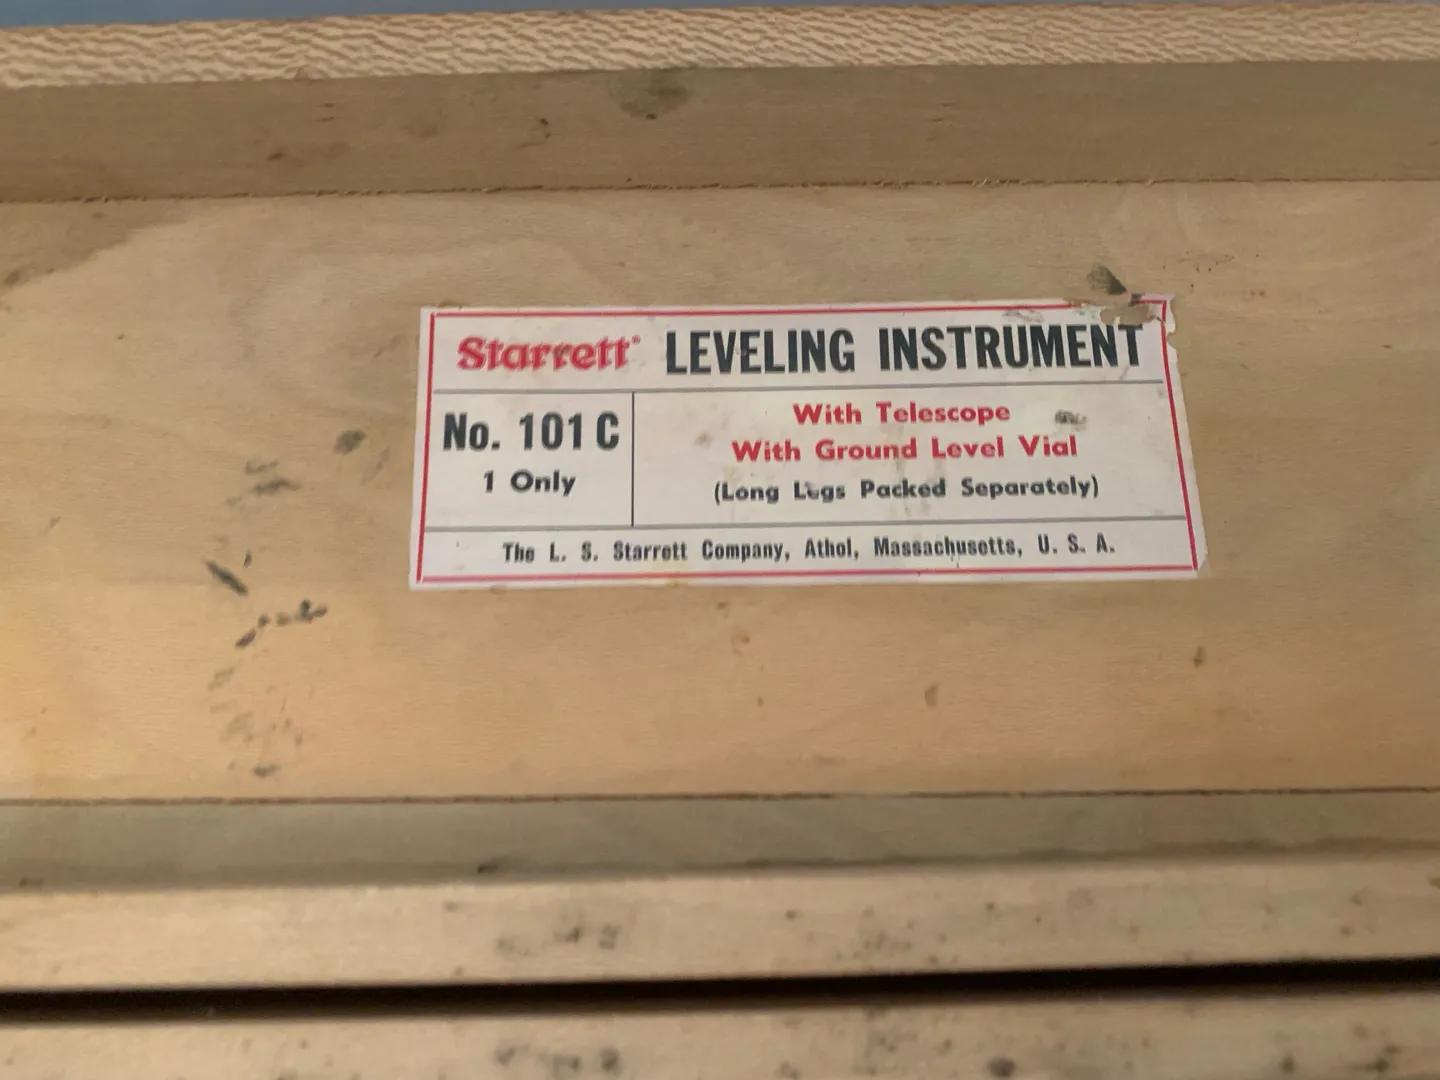 Starrett® LEVELING INSTRUMENT
No. 101 C
1 Only
With Telescope
With Ground Level Vial
(Long Legs Packed Separately)
The L. S. Starrett Company, Athol, Massachusetts, U. S. A.